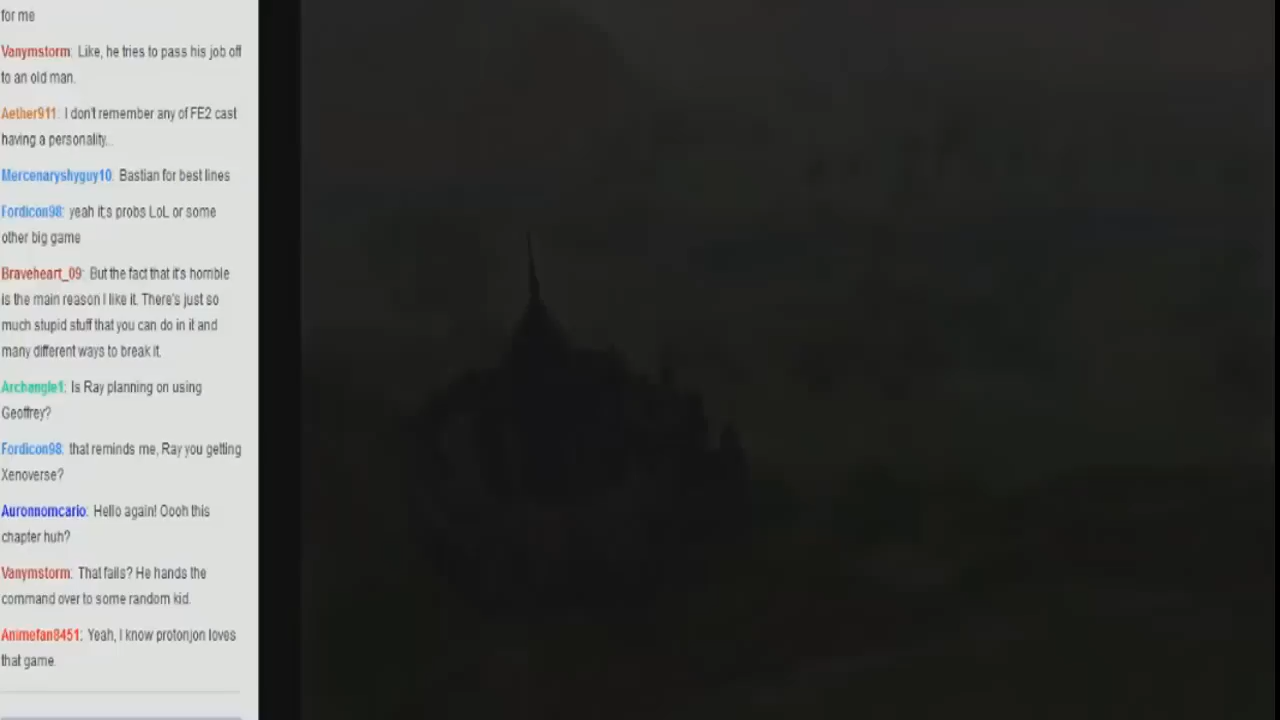 for me
Vanymstorm: Like, he tries to pass his job off
to an old man.
Aether911: I don't remember any of FE2 cast
having a personality..
Mercenaryshyguy10: Bastian for best lines
Fordicon98: yeah it;s probs LoL or some
other big game
Braveheart_09: But the fact that it's horrible
is the main reason I like it. There's just so
much stupid stuff that you can do in it and
many different ways to break it.
Archangle1: Is Ray planning on using
Geoffrey?
Fordicon98: that reminds me, Ray you getting
Xenoverse?
Auronnomcario: Hello again! Oooh this
chapter huh?
Vanymstorm: That fails? He hands the
command over to some random kid.
Animefan8451: Yeah, I know protonjon loves
that game.